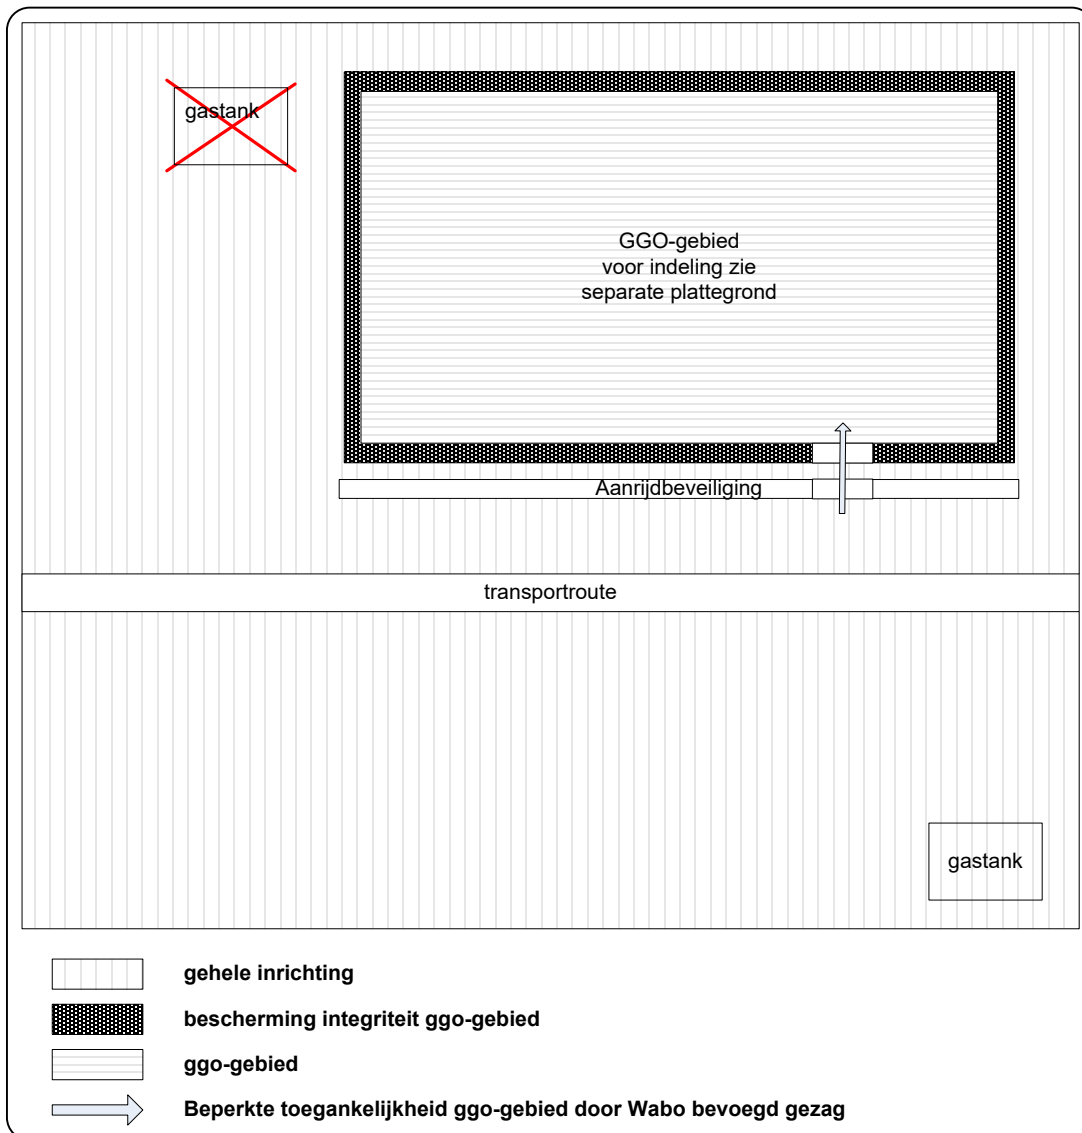 gastank
GGO-gebied
voor indeling zie
separate plattegrond
Aanrijdbeveiliging
transportroute
gastank
gehele inrichting
bescherming integriteit ggo-gebied
ggo-gebied
Beperkte toegankelijkheid ggo-gebied door Wabo bevoegd gezag